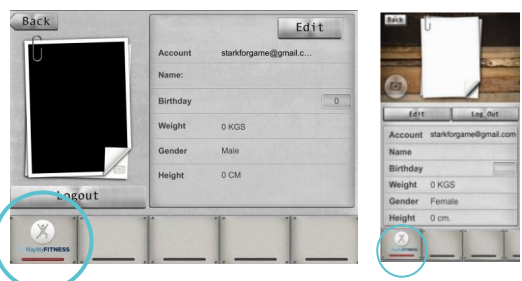 Back
Edit
Account starkforgame@gmail.c...
Name:
Birthday 0
Weight 0 KGS
Gender Male
Height 0 CM
Logout
MapMyFITNESS
Back
Edit Log Out
Account starkforgame@gmail.com
Name
Birthday
Weight 0 KGS
Gender Female
Height 0 cm.
MapMyFITNESS